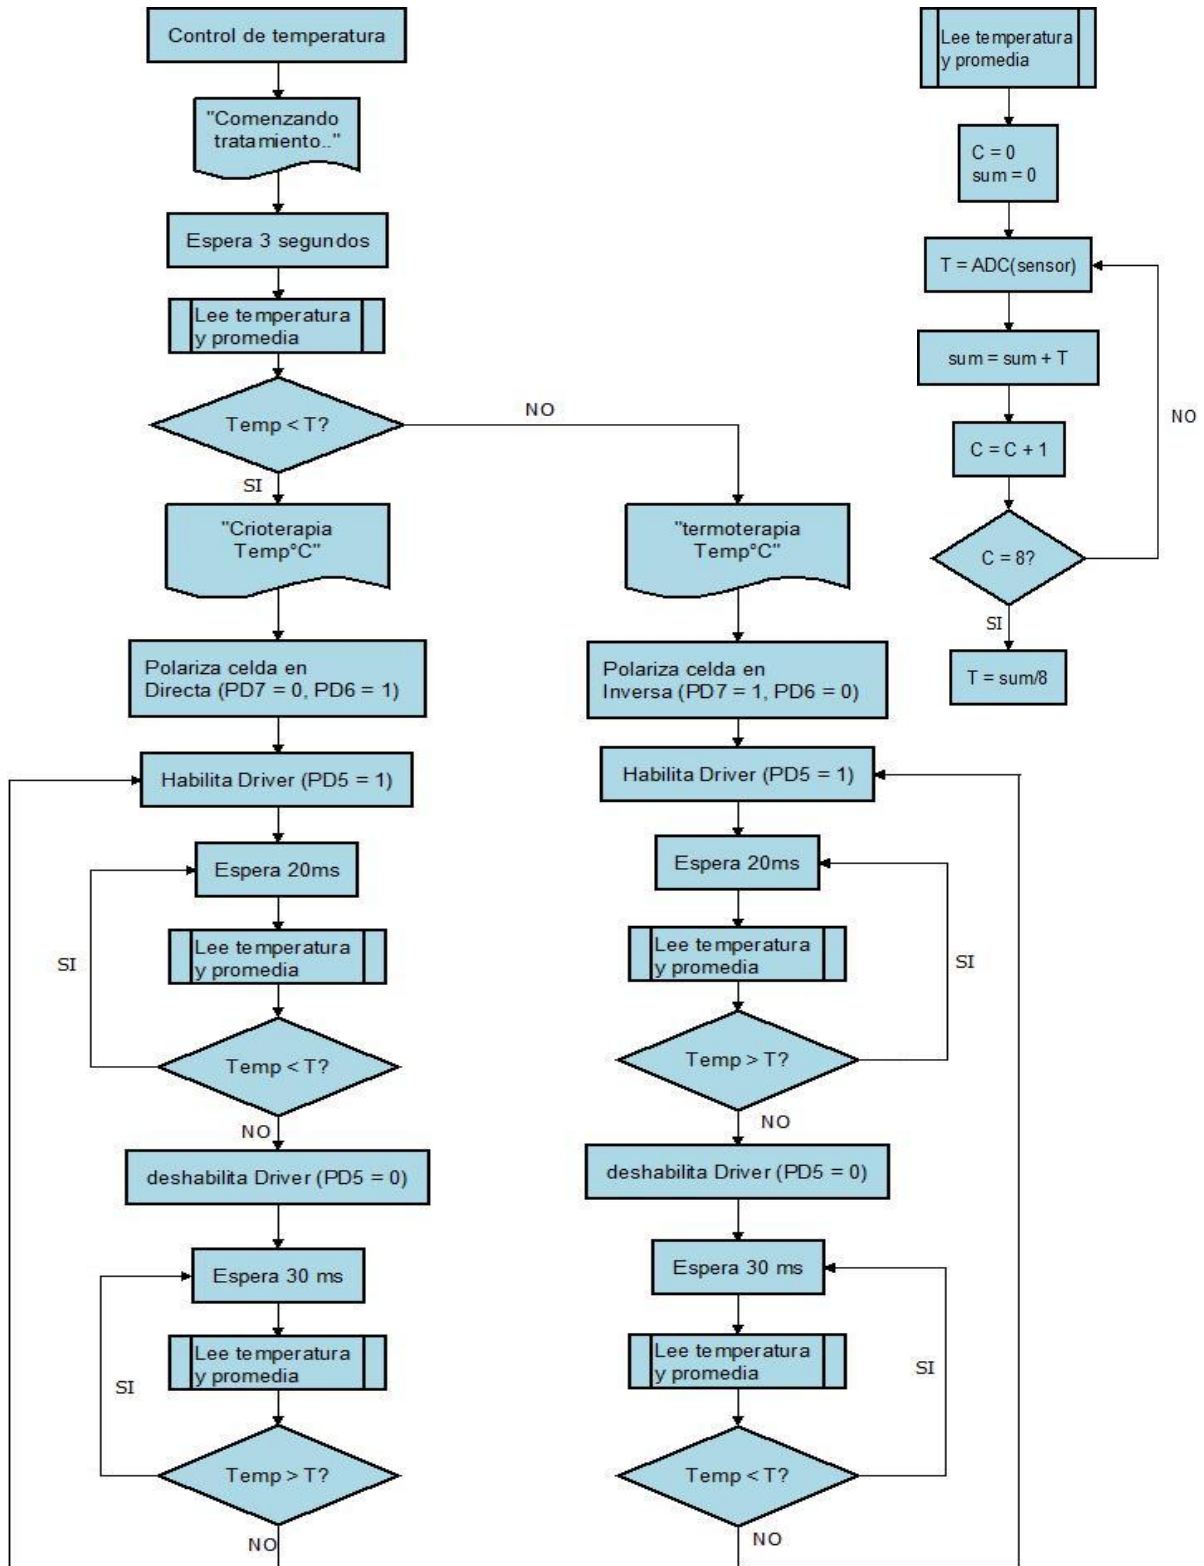 Control de temperatura
"Comenzando
tratamiento.."
Espera 3 segundos
Lee temperatura
y promedia
Temp < T?
NO
SI
"Crioterapia
Temp°C"
Polariza celda en
Directa (PD7 = 0, PD6 = 1)
Habilita Driver (PD5 = 1)
Espera 20ms
Lee temperatura
y promedia
SI
Temp < T?
NO
deshabilita Driver (PD5 = 0)
Espera 30 ms
Lee temperatura
y promedia
SI
Temp > T?
NO
"termoterapia
Temp°C"
Polariza celda en
Inversa (PD7 = 1, PD6 = 0)
Habilita Driver (PD5 = 1)
Espera 20ms
Lee temperatura
y promedia
SI
Temp > T?
NO
deshabilita Driver (PD5 = 0)
Espera 30 ms
Lee temperatura
y promedia
SI
Temp < T?
NO
Lee temperatura
y promedia
C = 0
sum = 0
T = ADC(sensor)
sum = sum + T
NO
C = C + 1
C = 8?
SI
T = sum/8